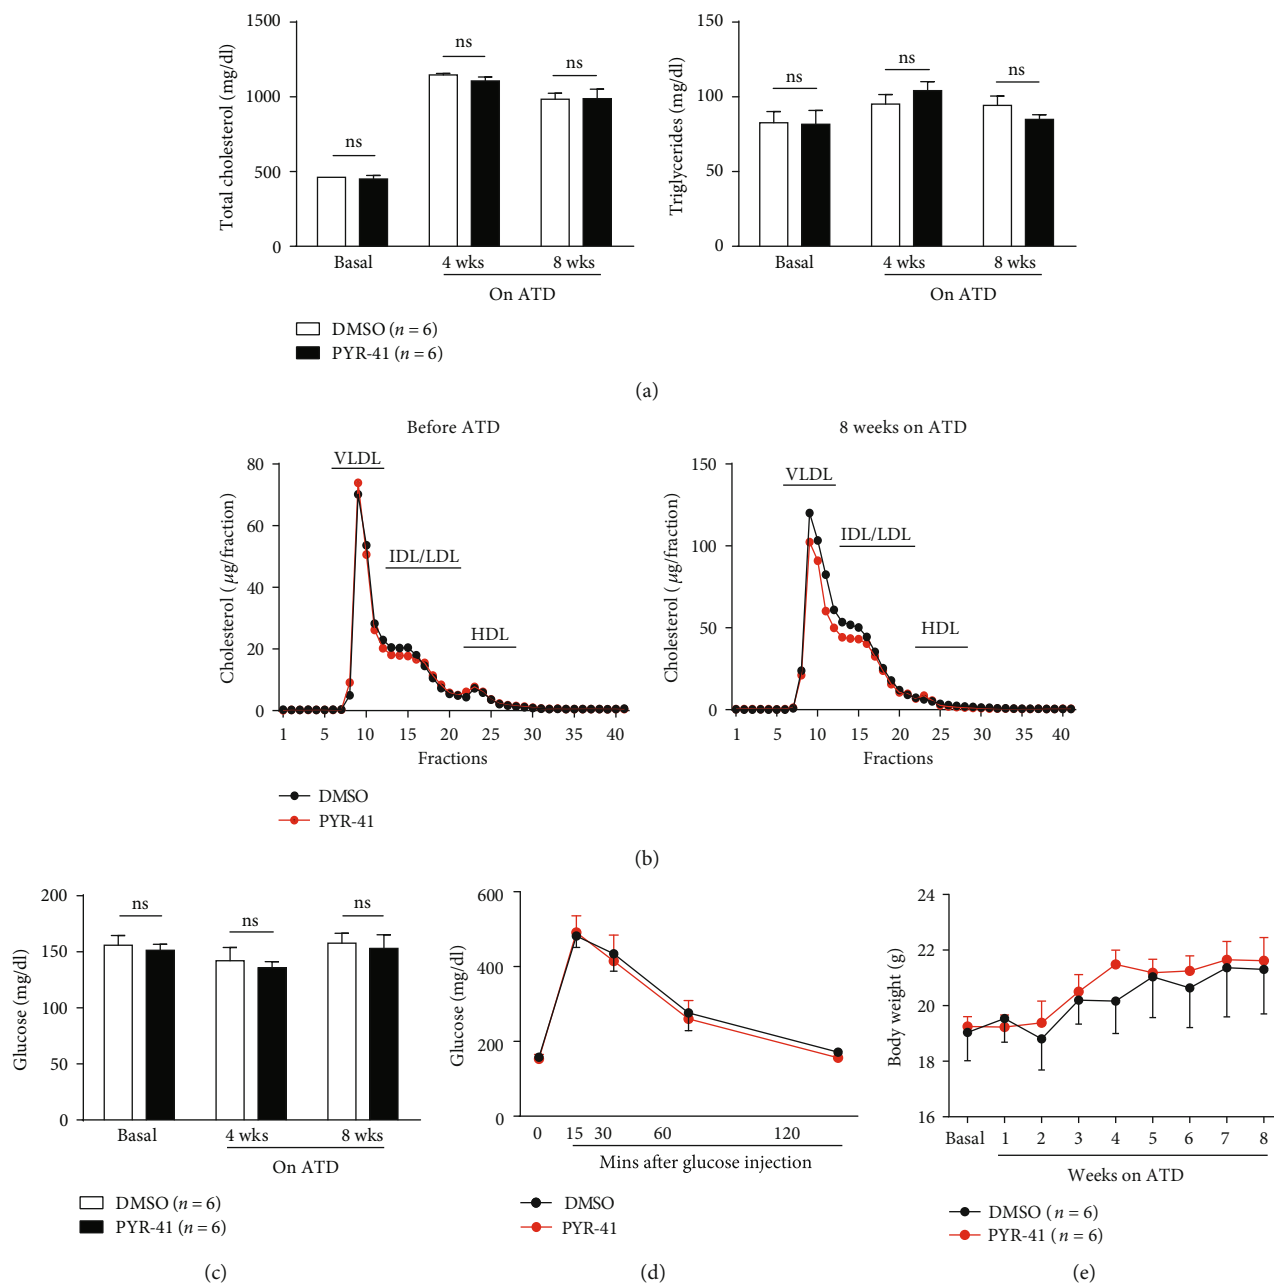 1500
1000
500
0
Total cholesterol (mg/dl)
ns
ns
ns
Basal
4 wks
8 wks
On ATD
150
100
50
0
Triglycerides (mg/dl)
ns
ns
ns
Basal
4 wks
8 wks
On ATD
DMSO (n = 6)
PYR-41 (n = 6)
(a)
Before ATD
80
60
40
20
0
Cholesterol ( μg/fraction)
VLDL
IDL/LDL
HDL
1 5 10 15 20 25 30 35 40
Fractions
8 weeks on ATD
150
100
50
0
Cholesterol ( μg/fraction)
VLDL
IDL/LDL
HDL
1 5 10 15 20 25 30 35 40
Fractions
DMSO
PYR-41
(b)
200
150
100
50
0
Glucose (mg/dl)
ns
ns
ns
Basal
4 wks
8 wks
On ATD
DMSO (n = 6)
PYR-41 (n = 6)
(c)
600
400
200
0
Glucose (mg/dl)
0 15 30 60 120
Mins after glucose injection
DMSO
PYR-41
(d)
24
22
20
18
16
Body weight (g)
Basal 1 2 3 4 5 6 7 8
Weeks on ATD
DMSO (n = 6)
PYR-41 ( n = 6)
(e)